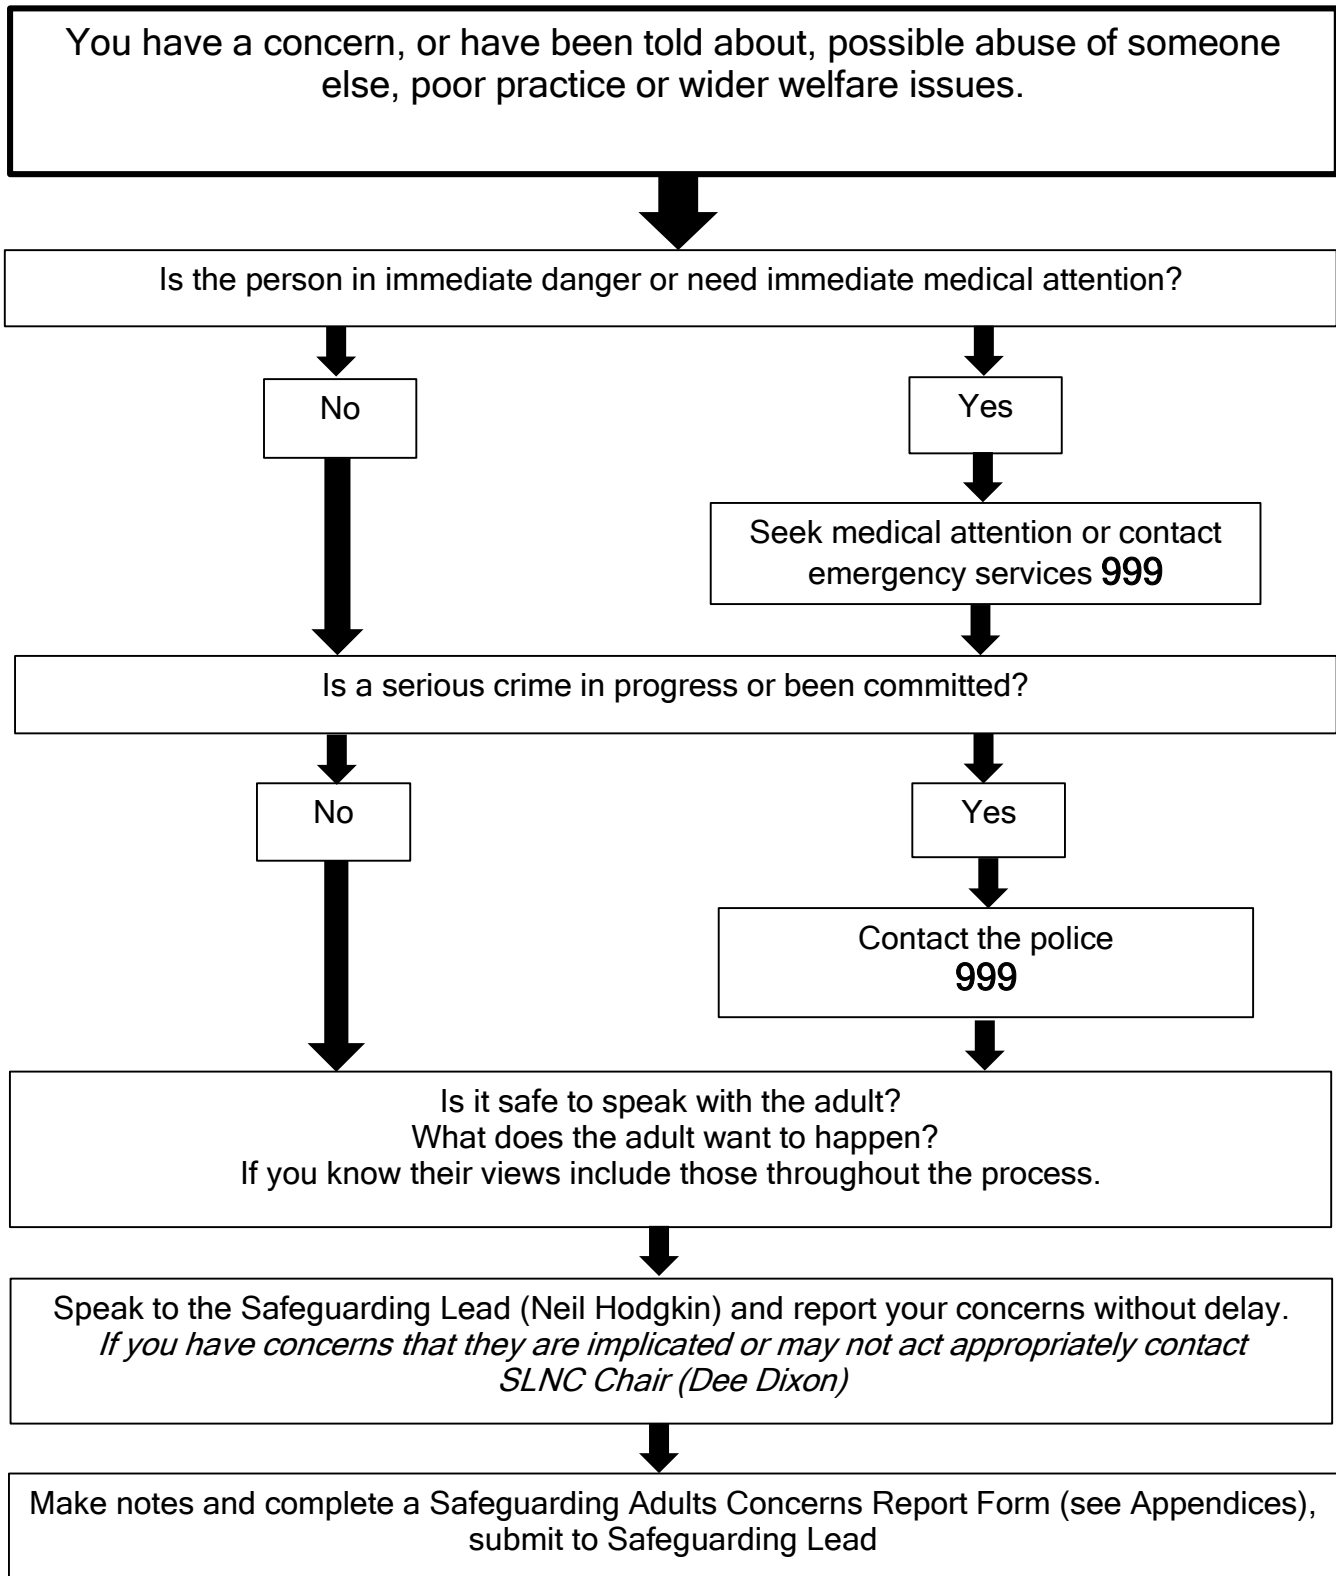 You have a concern, or have been told about, possible abuse of someone
else, poor practice or wider welfare issues.
Is the person in immediate danger or need immediate medical attention?
No
Yes
Seek medical attention or contact
emergency services 999
Is a serious crime in progress or been committed?
No
Yes
Contact the police
999
Is it safe to speak with the adult?
What does the adult want to happen?
If you know their views include those throughout the process.
Speak to the Safeguarding Lead (Neil Hodgkin) and report your concerns without delay.
If you have concerns that they are implicated or may not act appropriately contact
SLNC Chair (Dee Dixon)
Make notes and complete a Safeguarding Adults Concerns Report Form (see Appendices),
submit to Safeguarding Lead